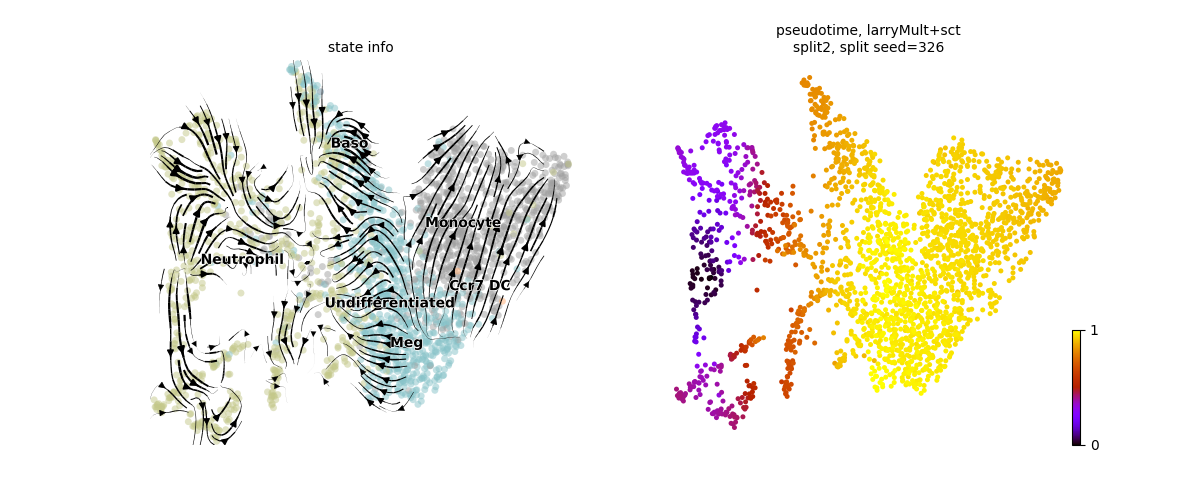 state info
Baso
Monocyte
Neutrophil
Ccr7 DC
Undifferentiated
Meg
pseudotime, larryMult+sct
split2, split seed=326
1
0